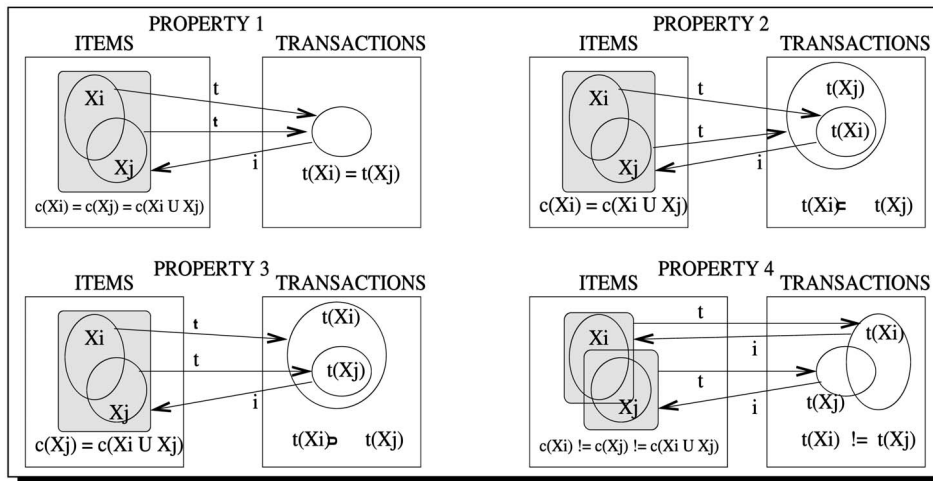 PROPERTY 1
ITEMS
TRANSACTIONS
Xi
Xj
t
t
i
t(Xi) = t(Xj)
c(Xi) = c(Xj) = c(Xi U Xj)
PROPERTY 2
ITEMS
TRANSACTIONS
Xi
Xj
t
t
i
t(Xj)
t(Xi)
c(Xi) = c(Xi U Xj)
t(Xi) ⊂ t(Xj)
PROPERTY 3
ITEMS
TRANSACTIONS
Xi
Xj
t
t
i
t(Xi)
t(Xj)
c(Xj) = c(Xi U Xj)
t(Xi) ⊃ t(Xj)
PROPERTY 4
ITEMS
TRANSACTIONS
Xi
Xj
t
i
t
i
t(Xi)
t(Xj)
c(Xi) != c(Xj) != c(Xi U Xj)
t(Xi) != t(Xj)